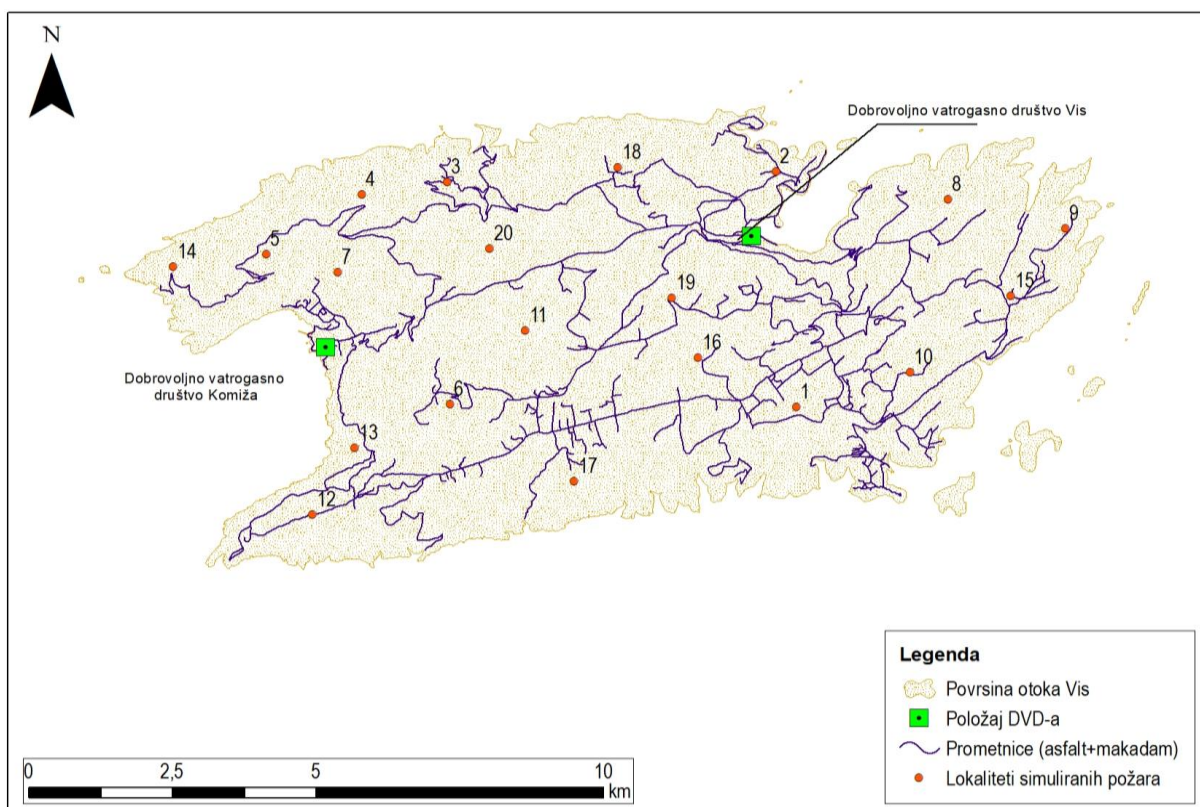 N
Dobrovoljno vatrogasno društvo Vis
18
2
3
4
8
9
20
5
14
7
19
15
11
16
10
Dobrovoljno vatrogasno
društvo Komiža
6
1
13
17
12
Legenda
Povrsina otoka Vis
Položaj DVD-a
Prometnice (asfalt+makadam)
Lokaliteti simuliranih požara
0 2,5 5 10
km